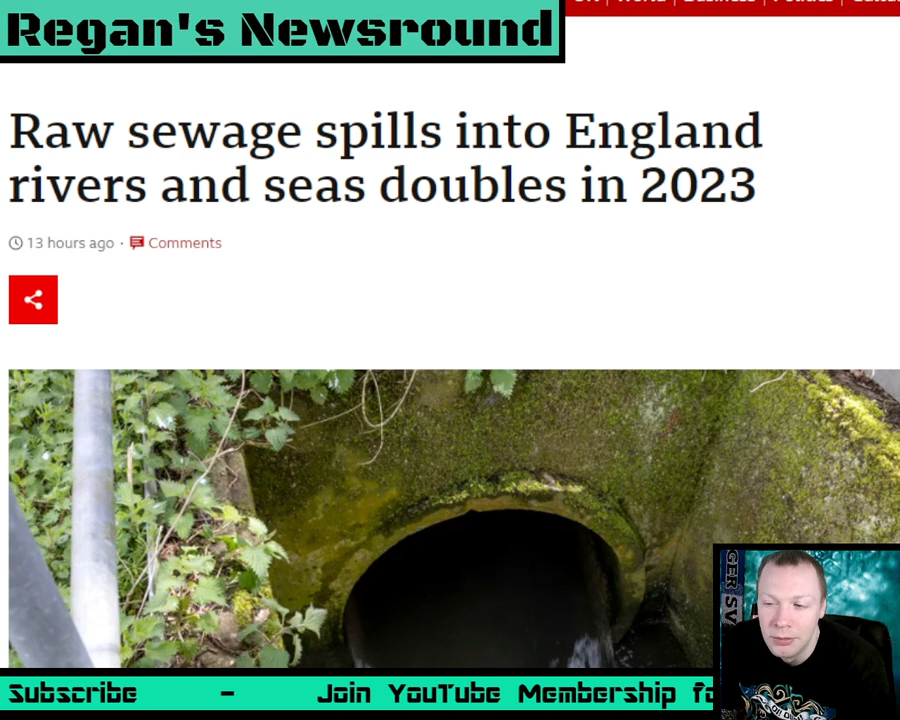 Regan's Newsround
Raw sewage spills into England
rivers and seas doubles in 2023
13 hours ago · Comments
Subscribe - Join YouTube Membership